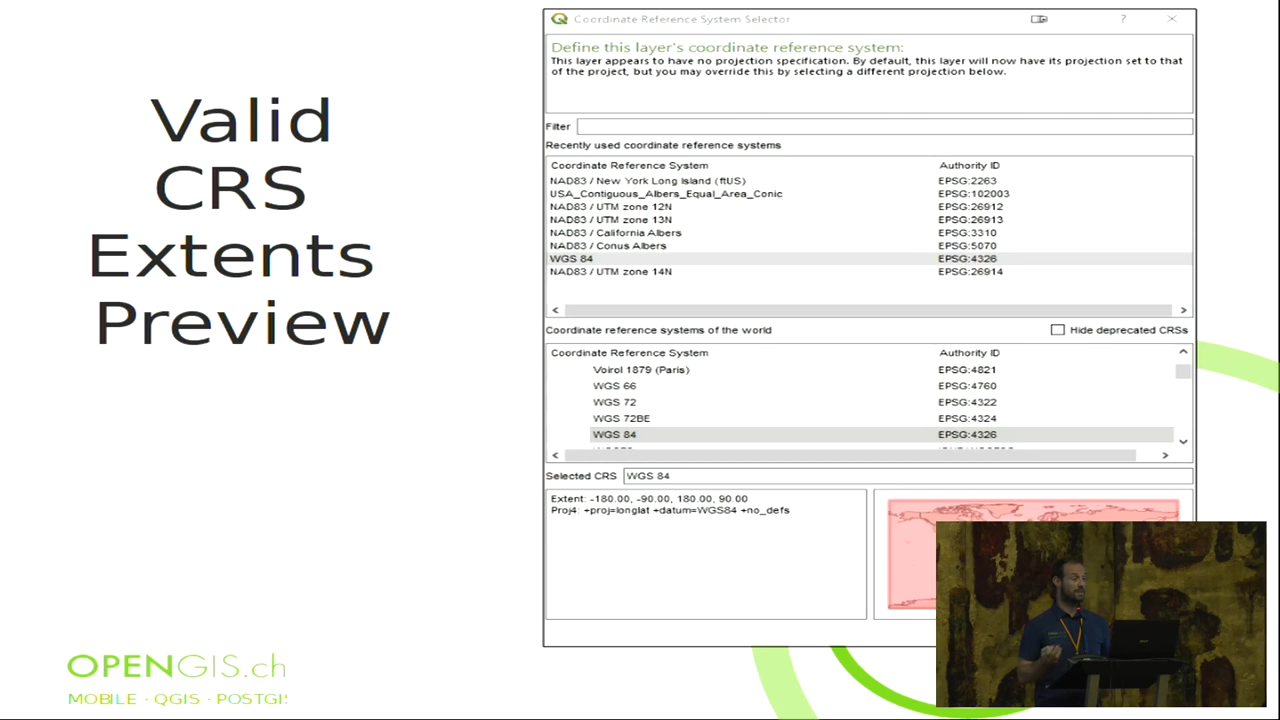 Valid
CRS
Extents
Preview
OPENGIS.ch
MOBILE · QGIS · POSTGIS
Coordinate Reference System Selector
?
Define this layer's coordinate reference system:
This layer appears to have no projection specification. By default, this layer will now have its projection set to that
of the project, but you may override this by selecting a different projection below.
Filter
Recently used coordinate reference systems
Coordinate Reference System Authority ID
NAD83 / New York Long Island (ftUS) EPSG:2263
USA_Contiguous_Albers_Equal_Area_Conic EPSG:102003
NAD83 / UTM zone 12N EPSG:26912
NAD83 / UTM zone 13N EPSG:26913
NAD83 / California Albers EPSG:3310
NAD83 / Conus Albers EPSG:5070
WGS 84 EPSG:4326
NAD83 / UTM zone 14N EPSG:26914
Coordinate reference systems of the world Hide deprecated CRSs
Coordinate Reference System Authority ID
Voirol 1879 (Paris) EPSG:4821
WGS 66 EPSG:4760
WGS 72 EPSG:4322
WGS 72BE EPSG:4324
WGS 84 EPSG:4326
Selected CRS WGS 84
Extent: -180.00, -90.00, 180.00, 90.00
Proj4: +proj=longlat +datum=WGS84 +no_defs